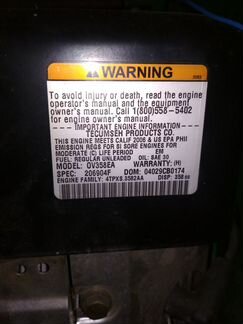 WARNING
To avoid injury or death, read the engine
operator's manual and the equipment
owner's manual. Call 1(800)558-5402
for engine owner's manual.
IMPORTANT ENGINE INFORMATION
TECUMSEH PRODUCTS CO.
THIS ENGINE MEETS CALIF 2006 & US EPA PHII
EMISSION REGS FOR SI SORE ENGINES FOR
MODERATE (C) LIFE PERIOD EM
FUEL: REGULAR UNLEADED OIL: SAE 30
MODEL: OV358EA WARRANTY: (H)
SPEC: 206904F DOM: 04029CB0174
ENGINE FAMILY: 4TPXS.3582AA DISP: 358